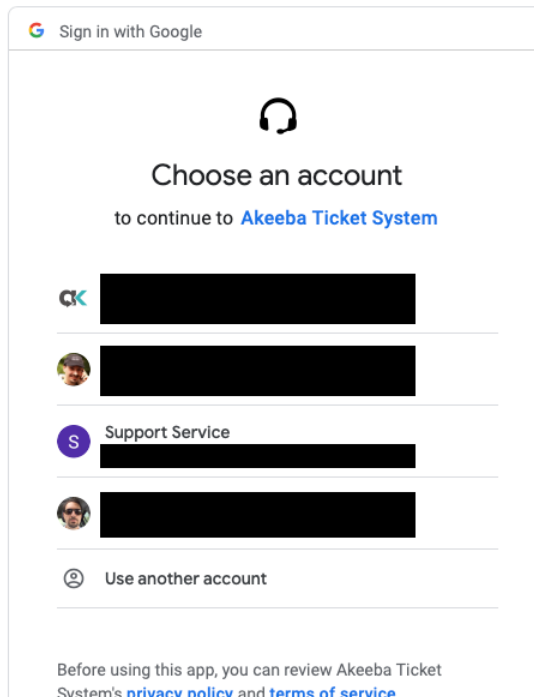 Sign in with Google
Choose an account
to continue to Akeeba Ticket System
Support Service
S
Use another account
Before using this app, you can review Akeeba Ticket
System's privacy policy and terms of service.